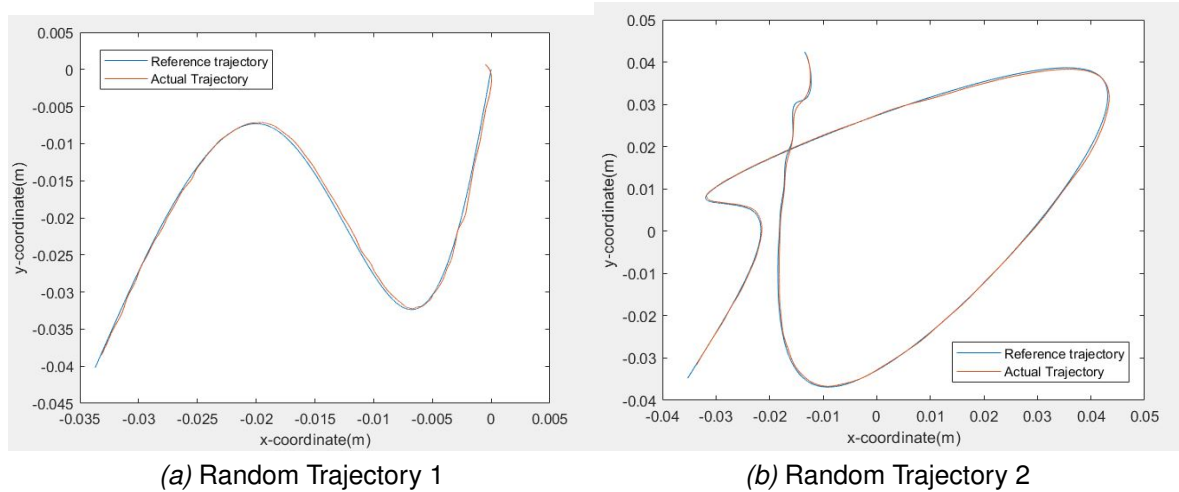 0.005
0
-0.005
-0.01
-0.015
-0.02
-0.025
-0.03
-0.035
-0.04
-0.045
-0.035 -0.03 -0.025 -0.02 -0.015 -0.01 -0.005 0 0.005
x-coordinate(m)
y-coordinate(m)
Reference trajectory
Actual Trajectory
(a) Random Trajectory 1
0.05
0.04
0.03
0.02
0.01
0
-0.01
-0.02
-0.03
-0.04
-0.04 -0.03 -0.02 -0.01 0 0.01 0.02 0.03 0.04 0.05
x-coordinate(m)
y-coordinate(m)
Reference trajectory
Actual Trajectory
(b) Random Trajectory 2